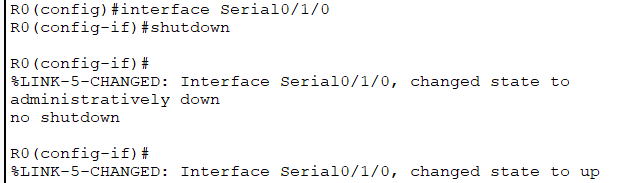 R0(config)#interface Serial0/1/0
R0(config-if)#shutdown
R0(config-if)#
%LINK-5-CHANGED: Interface Serial0/1/0, changed state to
administratively down
no shutdown
R0(config-if)#
%LINK-5-CHANGED: Interface Serial0/1/0, changed state to up